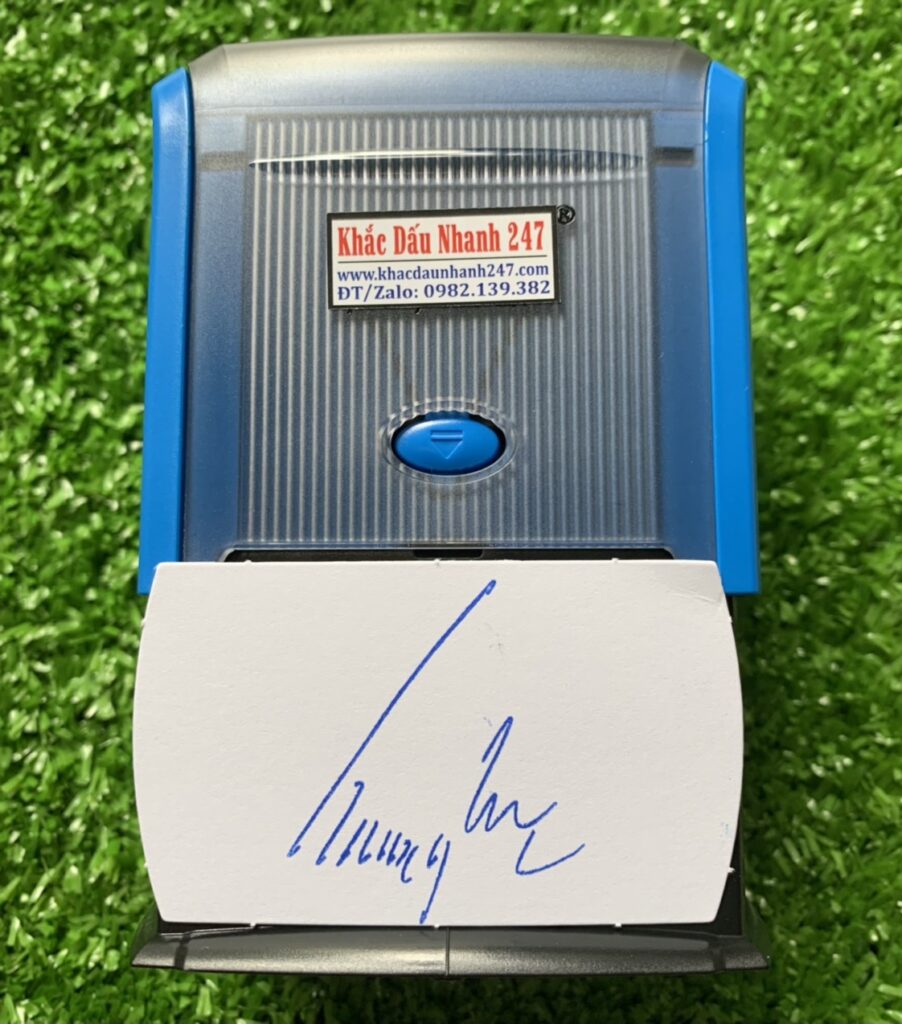 Khắc Dấu Nhanh 247
®
www.khacdaunhanh247.com
ĐT/Zalo: 0982.139.382